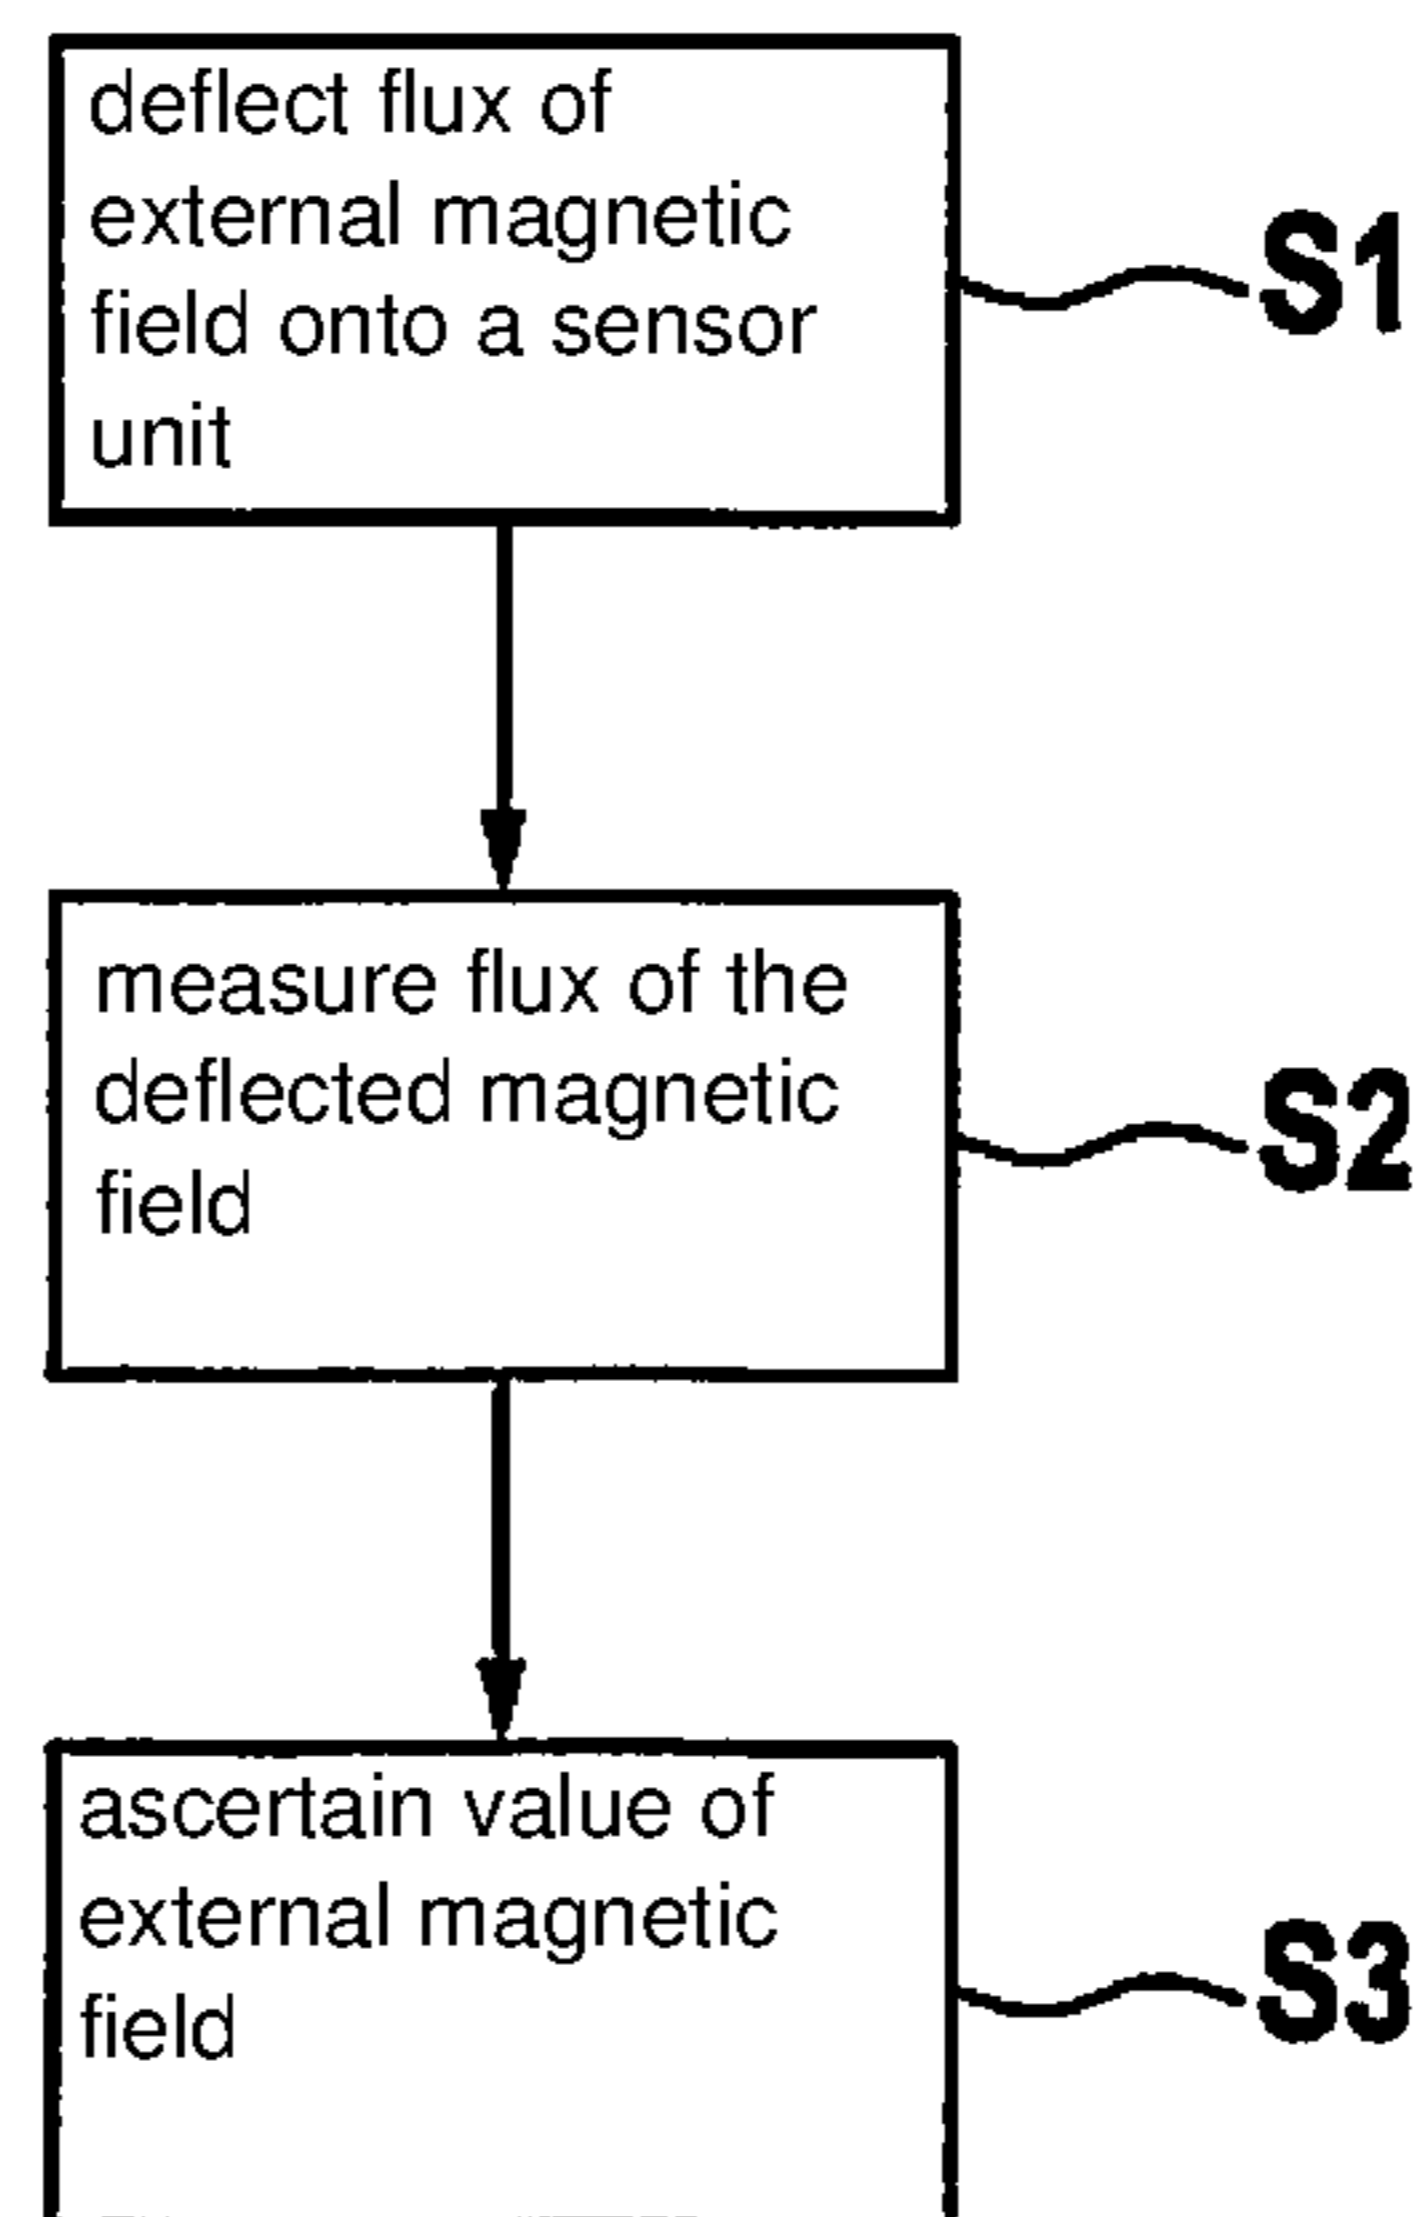 deflect flux of
external magnetic
field onto a sensor
unit
S1
measure flux of the
deflected magnetic
field
S2
ascertain value of
external magnetic
field
S3